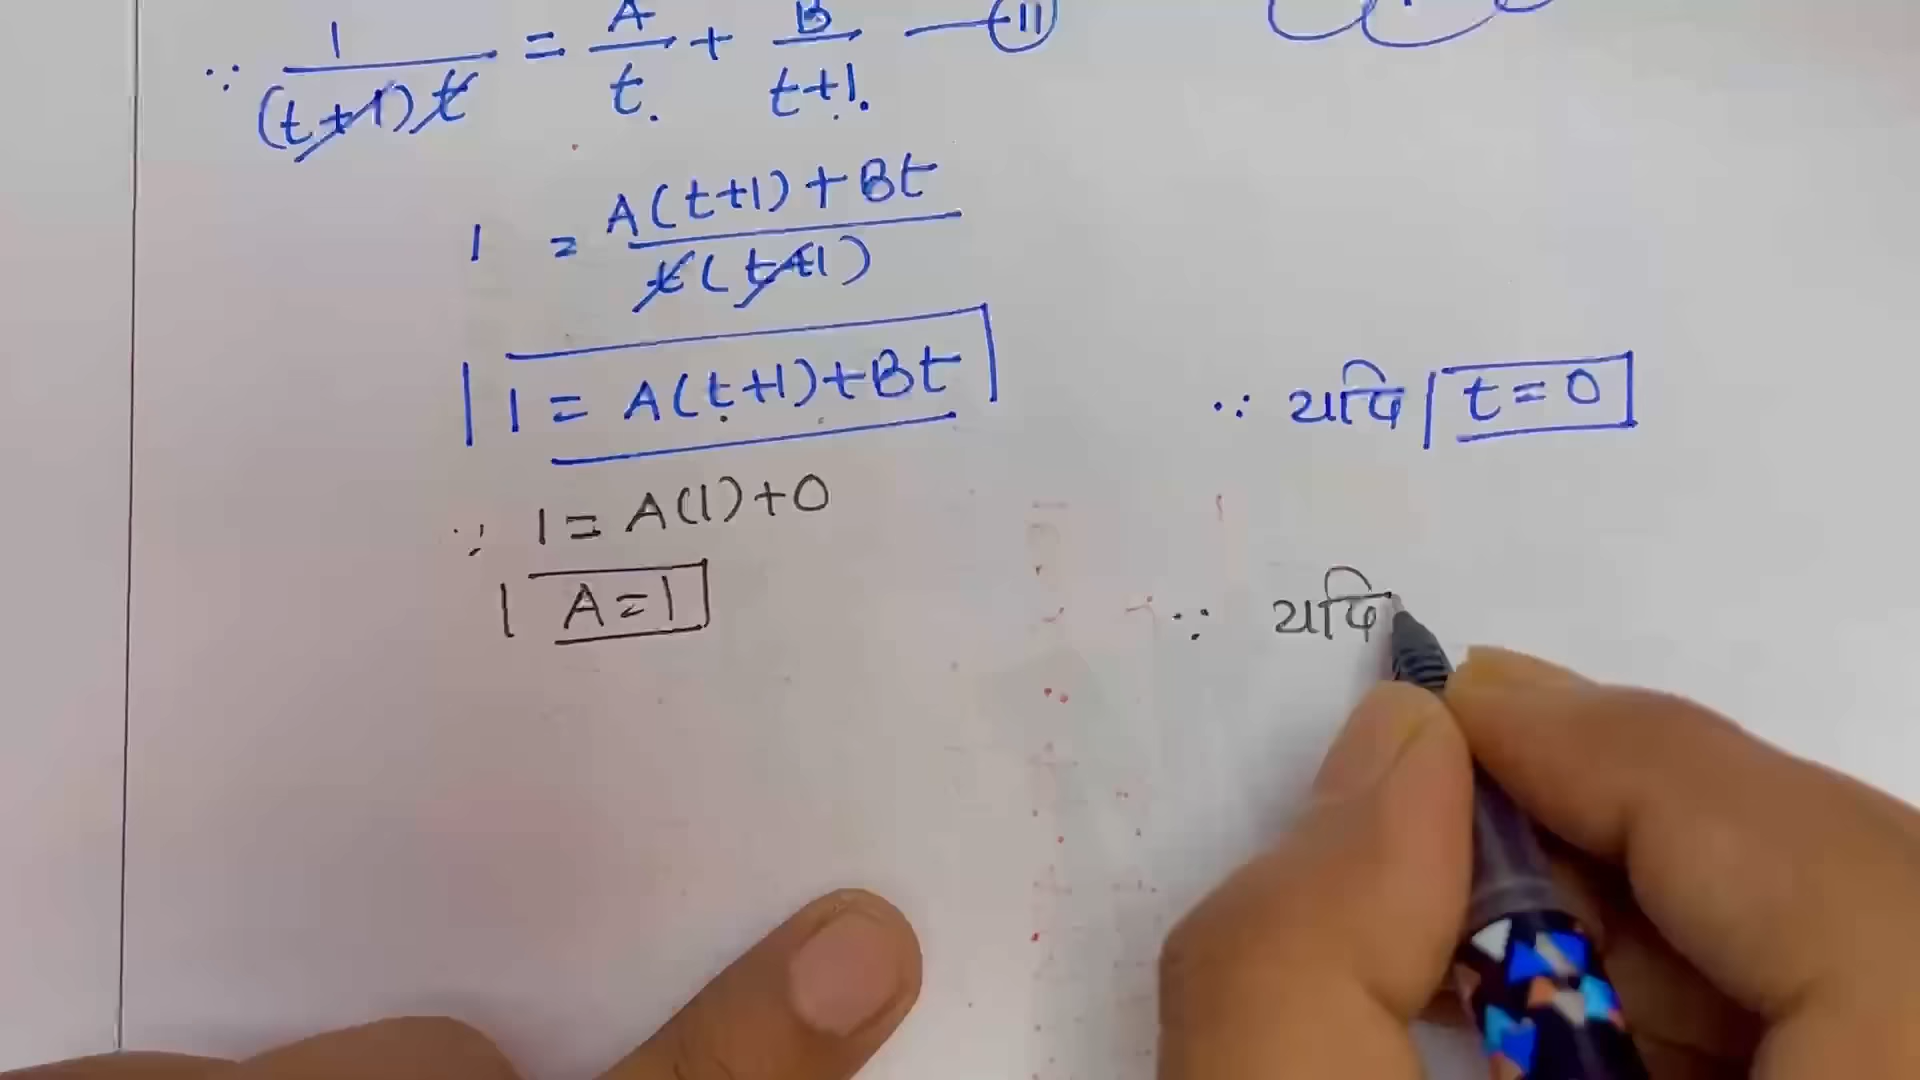 ∵ 1/((t+1)t) = A/t + B/(t+1) —(11)
1 = (A(t+1)+Bt)/(t(t+1))
1 = A(t+1)+Bt ∵ यदि t=0
∵ 1 = A(1)+0
A=1 ∵ यदि